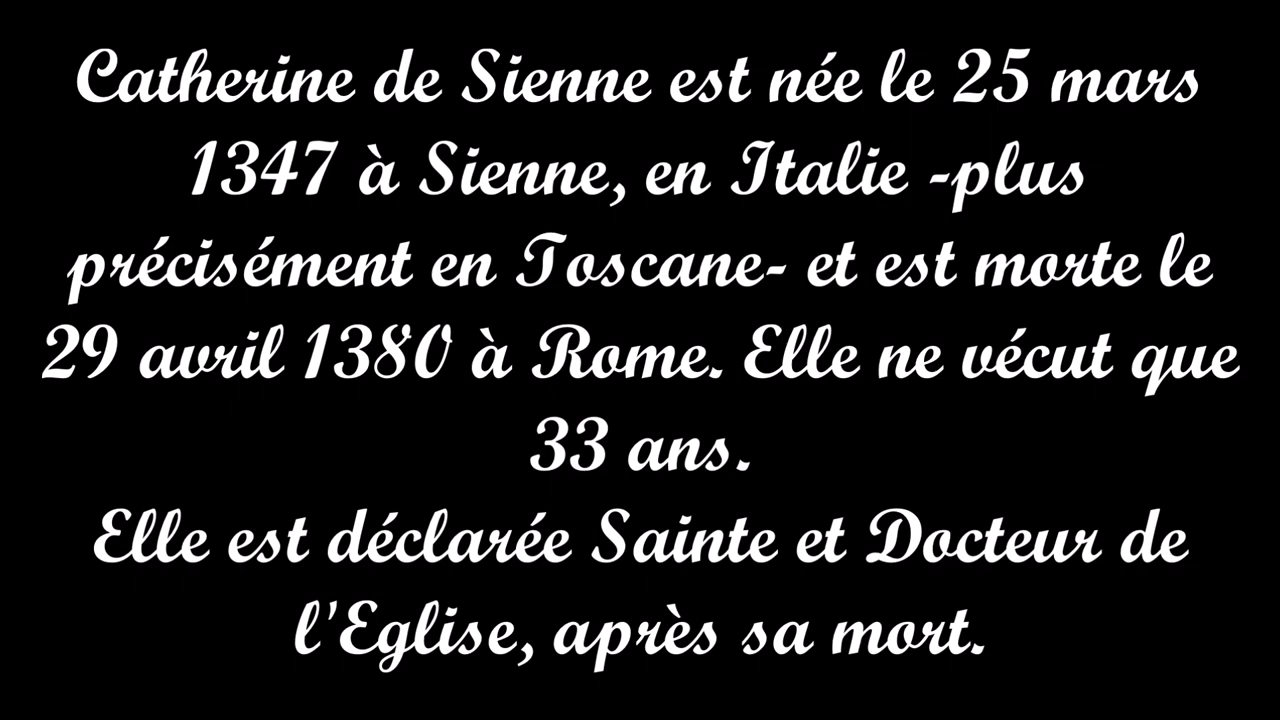 Catherine de Sienne est née le 25 mars
1347 à Sienne, en Italie -plus
précisément en Toscane- et est morte le
29 avril 1380 à Rome. Elle ne vécut que
33 ans.
Elle est déclarée Sainte et Docteur de
l'Eglise, après sa mort.